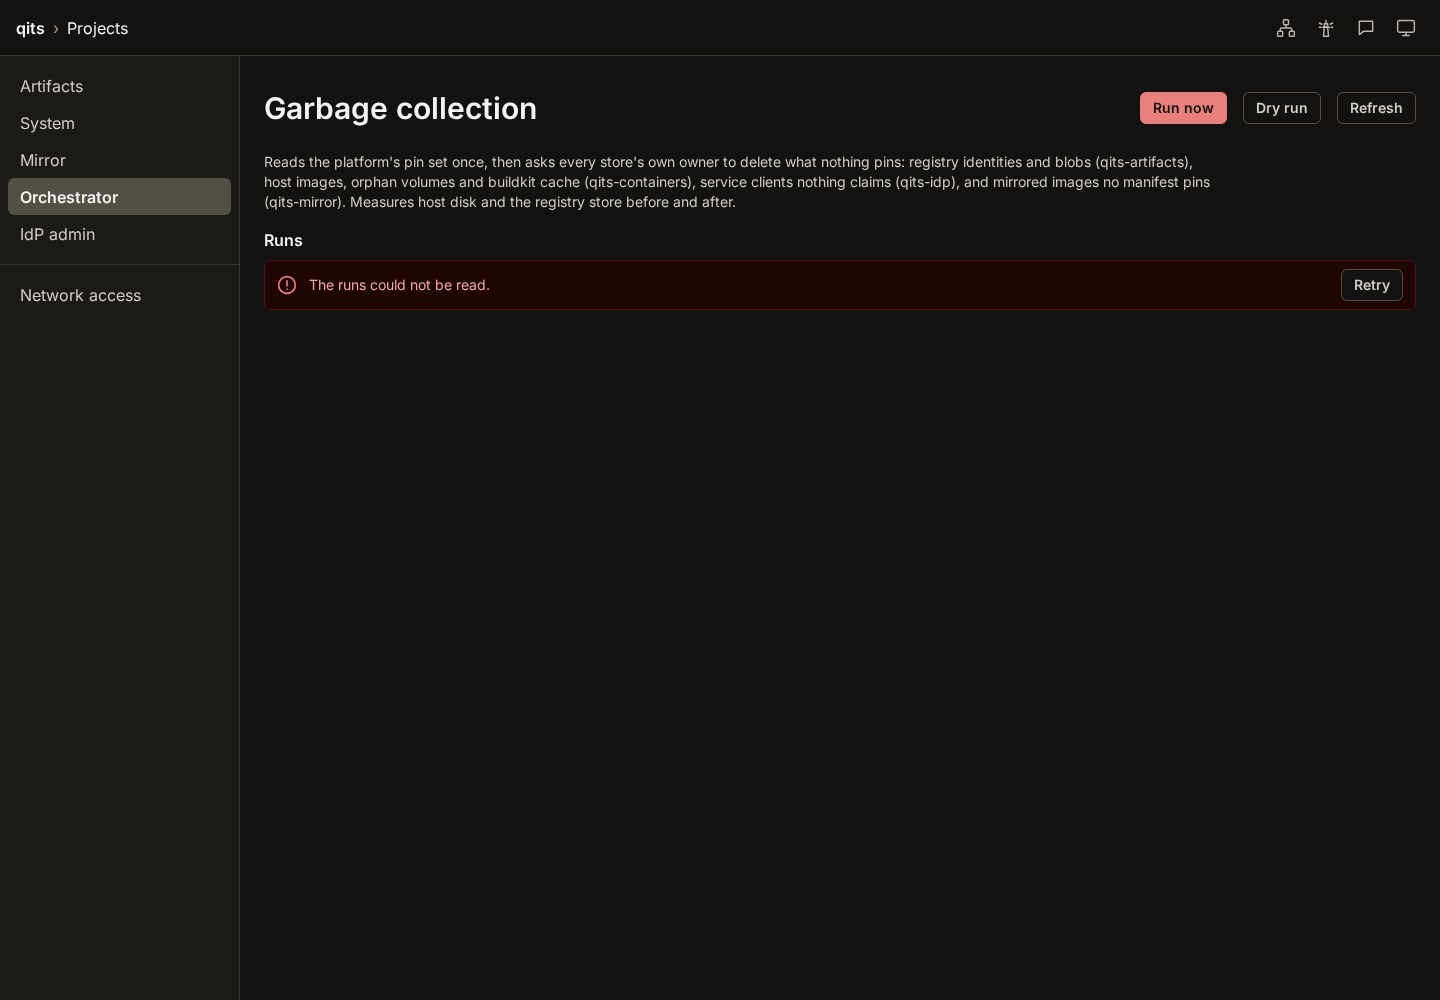 qits › Projects
Artifacts
System
Mirror
Orchestrator
IdP admin
Network access
Garbage collection
Run now
Dry run
Refresh
Reads the platform's pin set once, then asks every store's own owner to delete what nothing pins: registry identities and blobs (qits-artifacts),
host images, orphan volumes and buildkit cache (qits-containers), service clients nothing claims (qits-idp), and mirrored images no manifest pins
(qits-mirror). Measures host disk and the registry store before and after.
Runs
The runs could not be read.
Retry